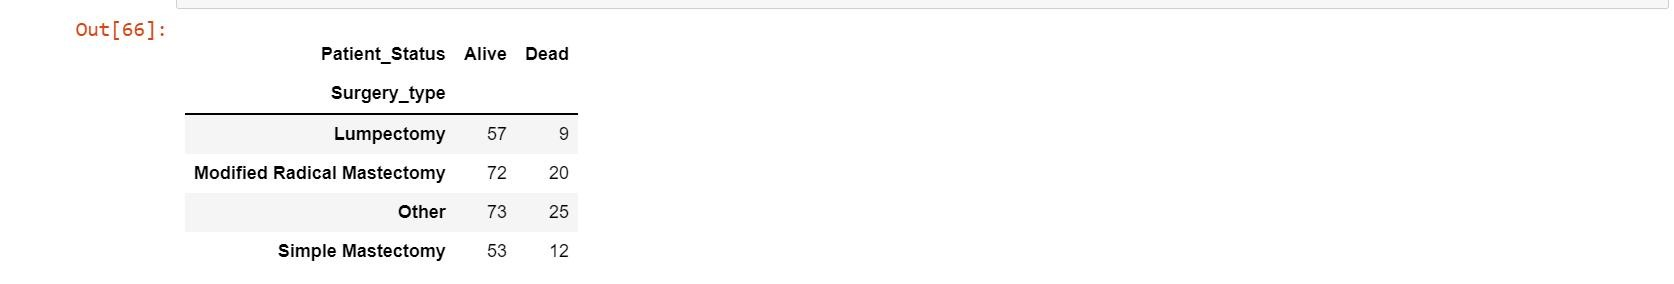 Out[66]:
Patient_Status Alive Dead
Surgery_type
Lumpectomy 57 9
Modified Radical Mastectomy 72 20
Other 73 25
Simple Mastectomy 53 12